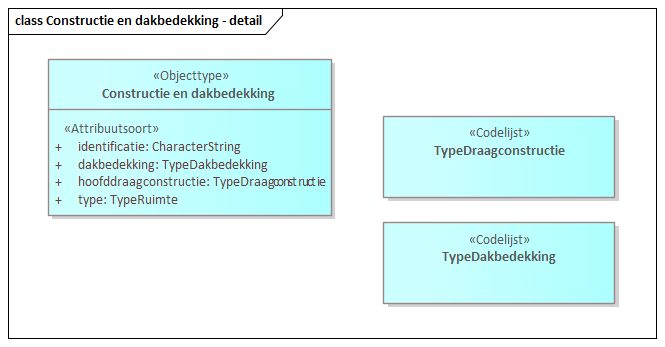 class Constructie en dakbedekking - detail
«Objecttype»
Constructie en dakbedekking
«Attribuutsoort»
+ identificatie: CharacterString
+ dakbedekking: TypeDakbedekking
+ hoofddraagconstructie: TypeDraagconstructie
+ type: TypeRuimte
«Codelijst»
TypeDraagconstructie
«Codelijst»
TypeDakbedekking